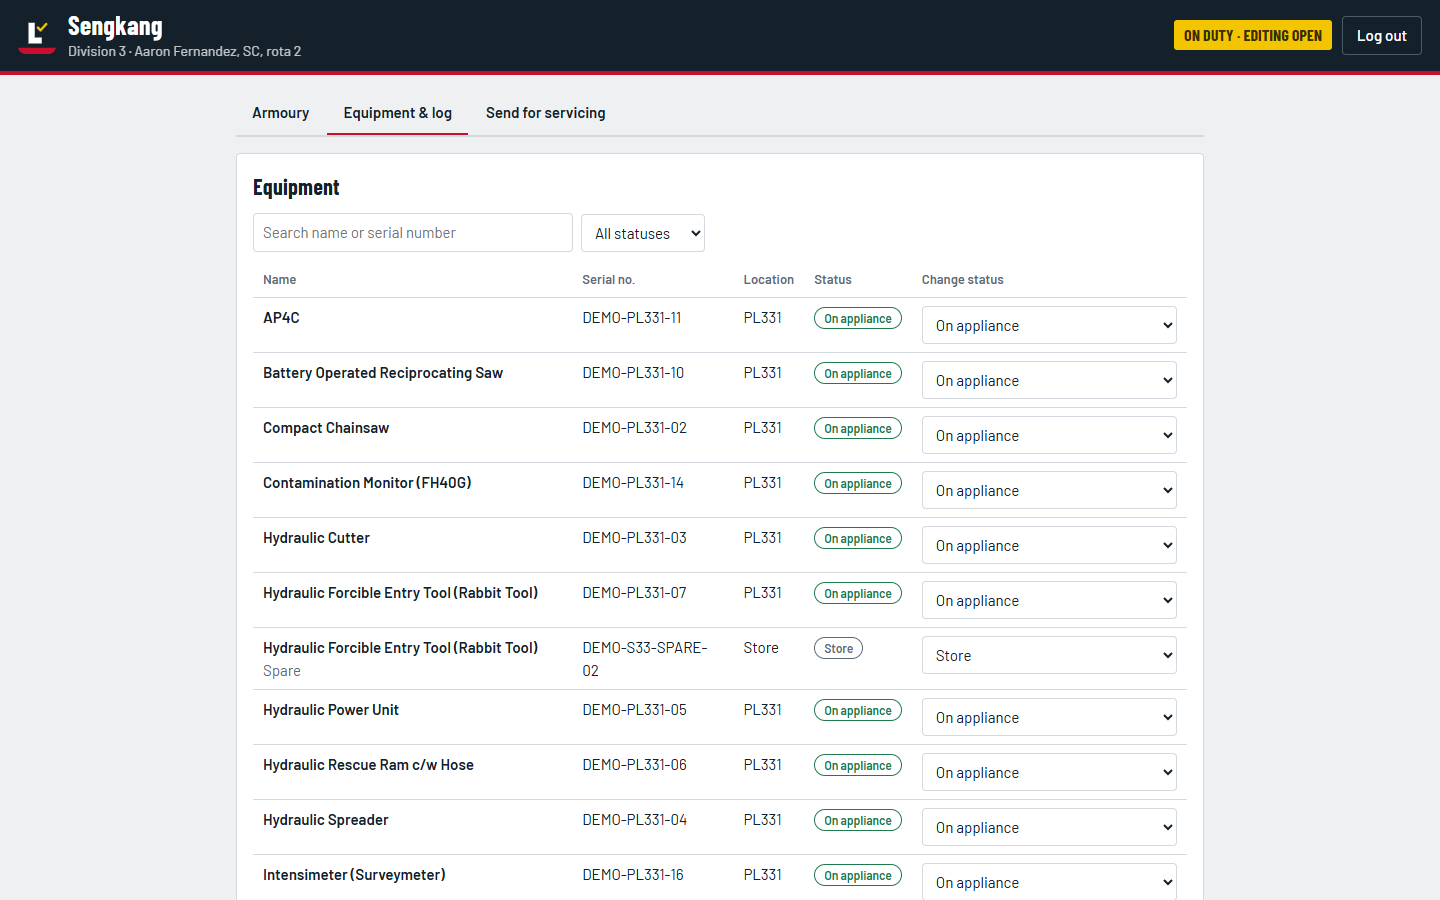 Sengkang
Division 3 · Aaron Fernandez, SC, rota 2
ON DUTY · EDITING OPEN
Log out
Armoury
Equipment & log
Send for servicing
Equipment
Search name or serial number
All statuses
Name Serial no. Location Status Change status
AP4C DEMO-PL331-11 PL331 On appliance On appliance
Battery Operated Reciprocating Saw DEMO-PL331-10 PL331 On appliance On appliance
Compact Chainsaw DEMO-PL331-02 PL331 On appliance On appliance
Contamination Monitor (FH40G) DEMO-PL331-14 PL331 On appliance On appliance
Hydraulic Cutter DEMO-PL331-03 PL331 On appliance On appliance
Hydraulic Forcible Entry Tool (Rabbit Tool) DEMO-PL331-07 PL331 On appliance On appliance
Hydraulic Forcible Entry Tool (Rabbit Tool) DEMO-S33-SPARE- Store Store Store
Spare 02
Hydraulic Power Unit DEMO-PL331-05 PL331 On appliance On appliance
Hydraulic Rescue Ram c/w Hose DEMO-PL331-06 PL331 On appliance On appliance
Hydraulic Spreader DEMO-PL331-04 PL331 On appliance On appliance
Intensimeter (Surveymeter) DEMO-PL331-16 PL331 On appliance On appliance